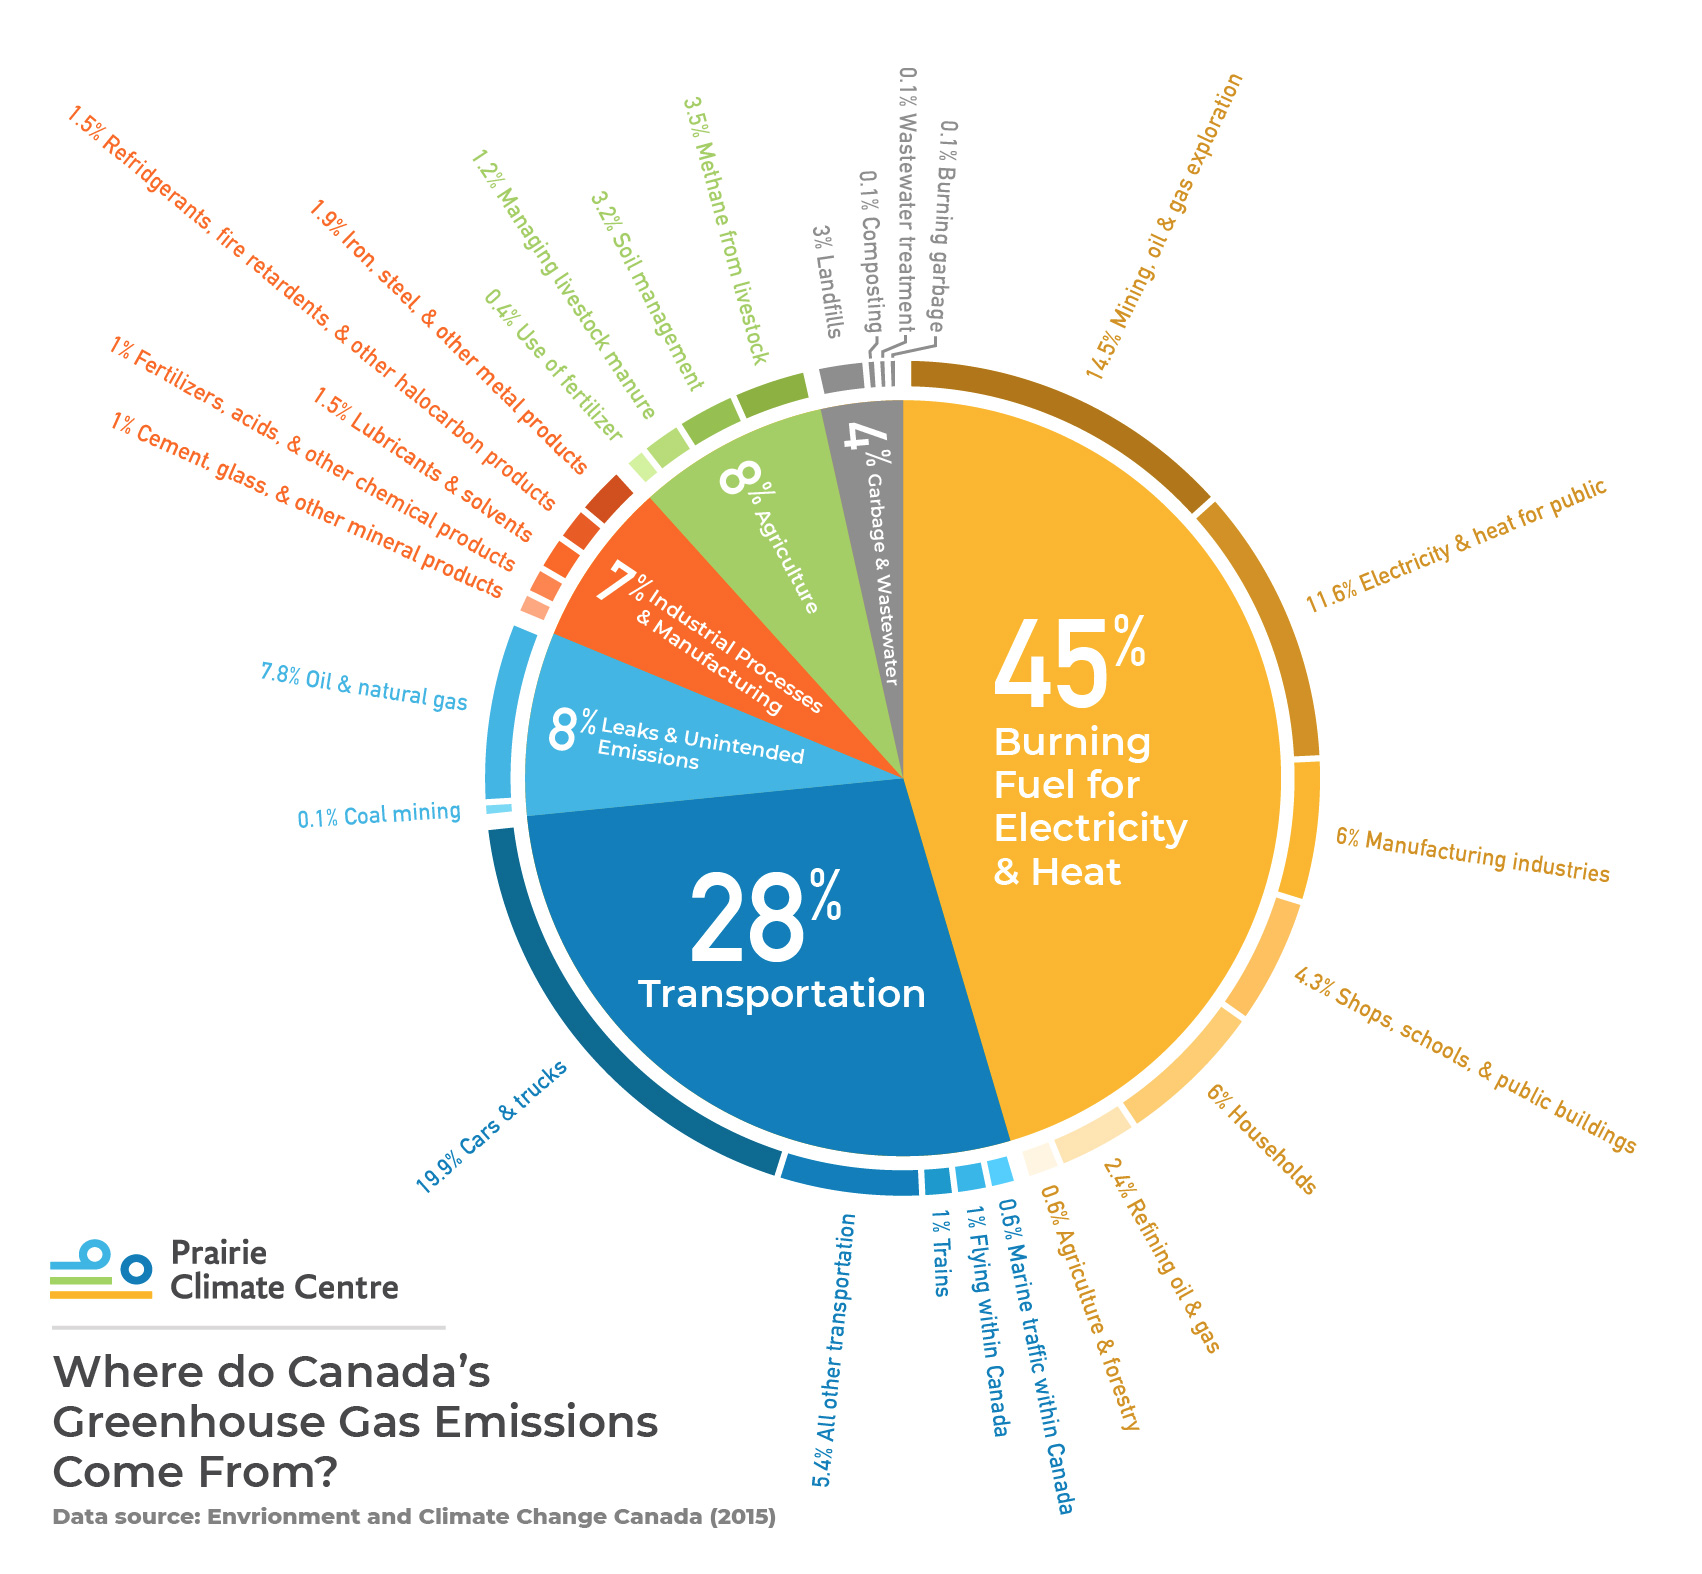 0.1% Wastewater treatment
0.1% Burning garbage
0.1% Composting
3% Landfills
3.5% Methane from livestock
3.2% Soil management
1.2% Managing livestock manure
0.4% Use of fertilizer
1.9% Iron, steel, & other metal products
1.5% Refridgerants, fire retardents, & other halocarbon products
1.5% Lubricants & solvents
1% Fertilizers, acids, & other chemical products
1% Cement, glass, & other mineral products
7.8% Oil & natural gas
0.1% Coal mining
19.9% Cars & trucks
5.4% All other transportation
1% Trains
1% Flying within Canada
0.6% Marine traffic within Canada
0.6% Agriculture & forestry
2.4% Refining oil & gas
6% Households
4.3% Shops, schools, & public buildings
6% Manufacturing industries
11.6% Electricity & heat for public
14.5% Mining, oil & gas exploration
4% Garbage & Wastewater
8% Agriculture
7% Industrial Processes
& Manufacturing
8% Leaks & Unintended
Emissions
28%
Transportation
45%
Burning
Fuel for
Electricity
& Heat
Prairie
Climate Centre
Where do Canada’s
Greenhouse Gas Emissions
Come From?
Data source: Envrionment and Climate Change Canada (2015)